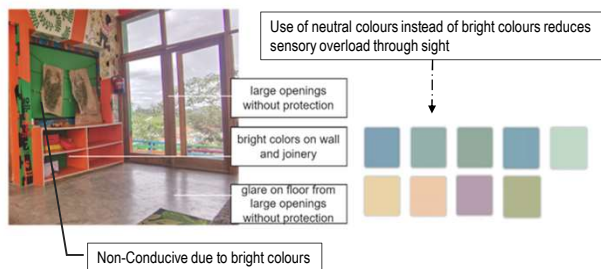 Use of neutral colours instead of bright colours reduces
sensory overload through sight
large openings
without protection
bright colors on wall
and joinery
glare on floor from
large openings
without protection
Non-Conducive due to bright colours